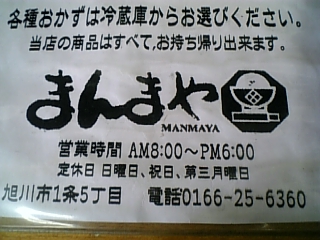 各種おかずは冷蔵庫からお選びください。
当店の商品はすべて､お持ち帰り出来ます。
まんまや
MANMAYA
営業時間 AM8:00～PM6:00
定休日 日曜日、祝日、第三月曜日
旭川市1条5丁目 電話0166-25-6360